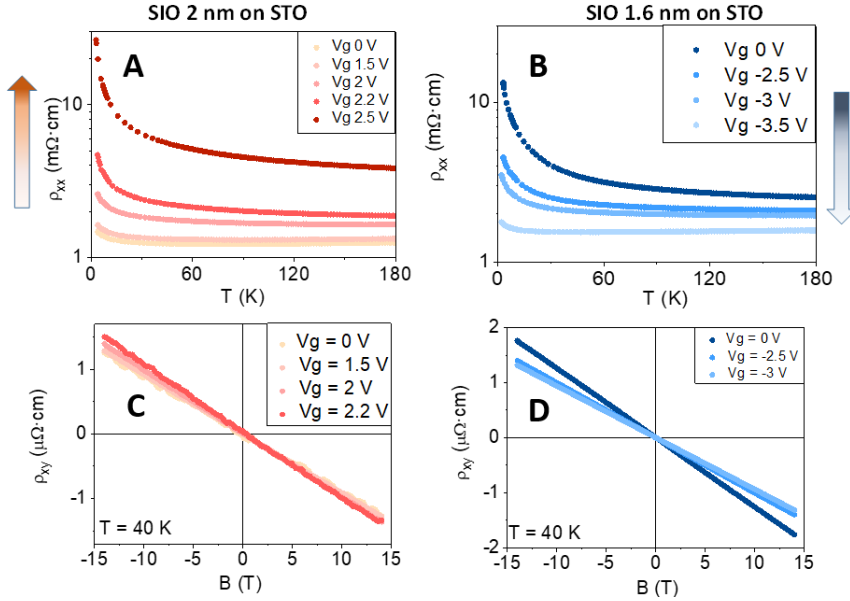 SIO 2 nm on STO
A
Vg 0 V
Vg 1.5 V
Vg 2 V
Vg 2.2 V
Vg 2.5 V
ρxx (mΩ·cm)
10
1
0 60 120 180
T (K)
SIO 1.6 nm on STO
B
Vg 0 V
Vg -2.5 V
Vg -3 V
Vg -3.5 V
ρxx (mΩ·cm)
10
1
0 60 120 180
T (K)
C
Vg = 0 V
Vg = 1.5 V
Vg = 2 V
Vg = 2.2 V
ρxy (μΩ·cm)
1
0
-1
T = 40 K
-15 -10 -5 0 5 10 15
B (T)
D
Vg = 0 V
Vg = -2.5 V
Vg = -3 V
ρxy (μΩ·cm)
2
1
0
-1
-2
T = 40 K
-15 -10 -5 0 5 10 15
B (T)